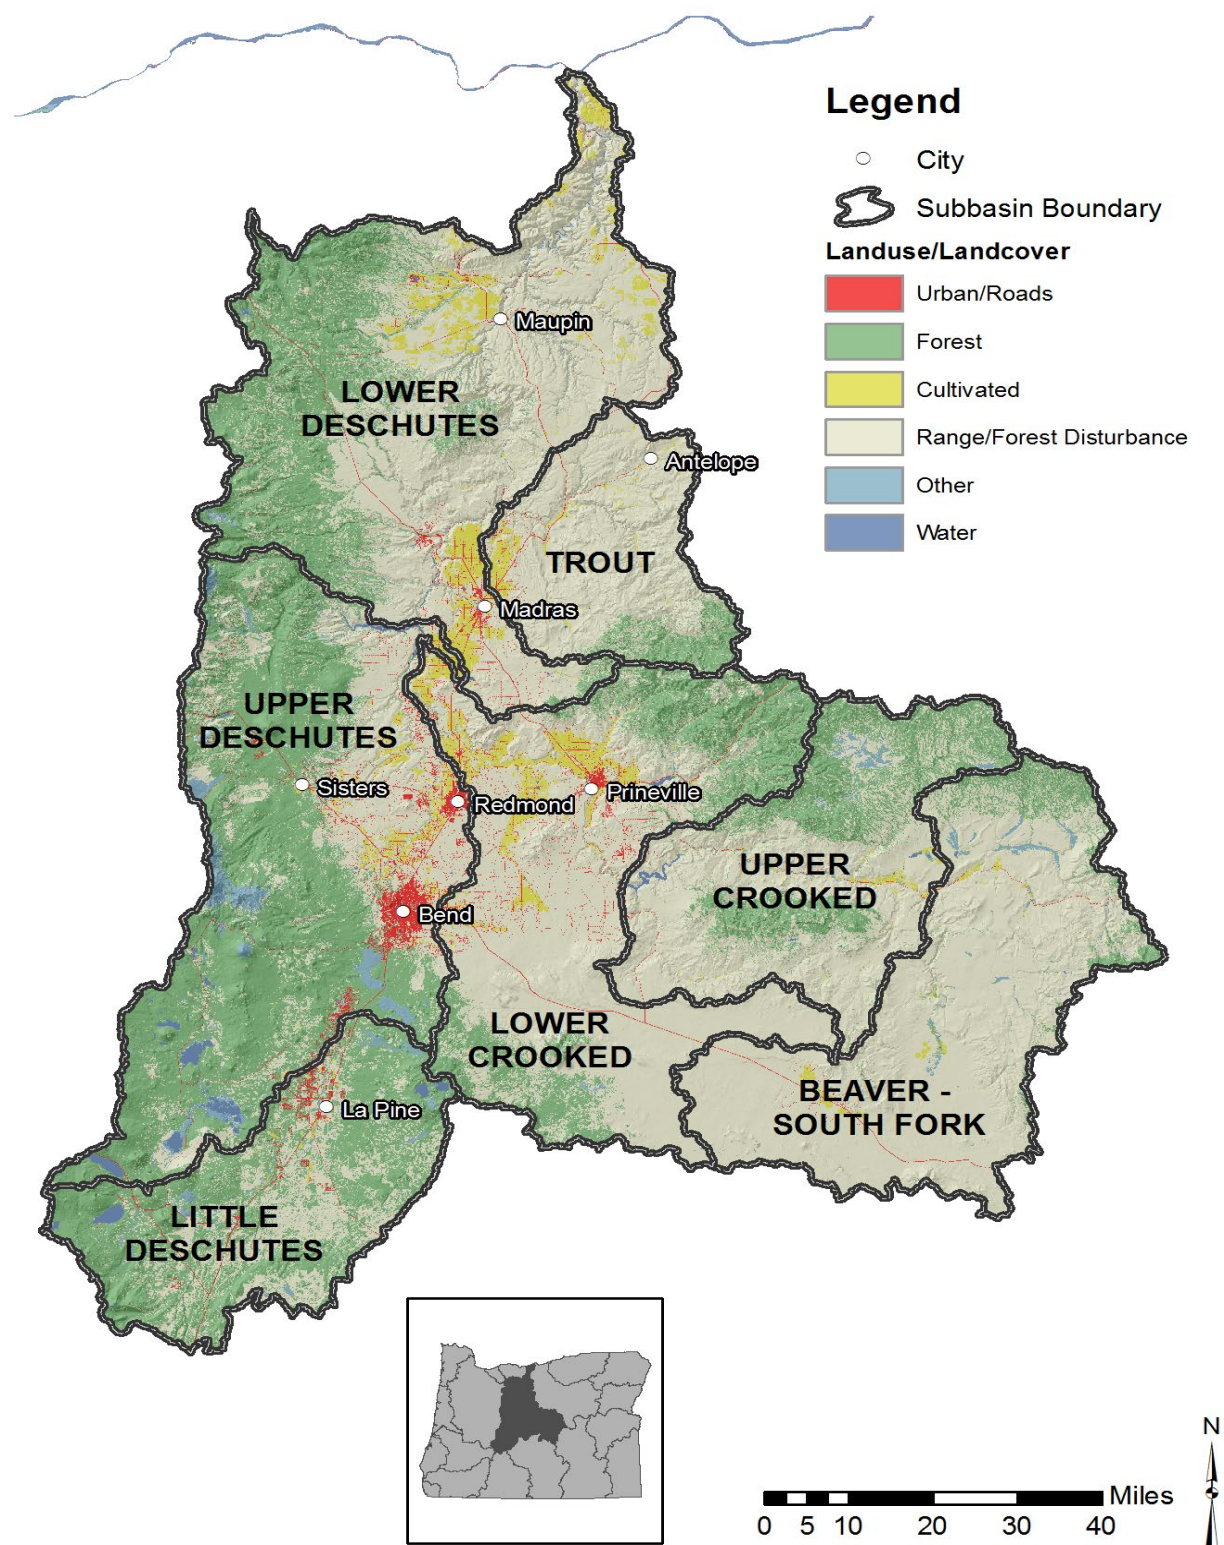 Legend
City
Subbasin Boundary
Landuse/Landcover
Urban/Roads
Forest
Cultivated
Range/Forest Disturbance
Other
Water
Maupin
LOWER
DESCHUTES
Antelope
TROUT
Madras
UPPER
DESCHUTES
Sisters
Redmond
Prineville
UPPER
CROOKED
Bend
LOWER
CROOKED
BEAVER -
SOUTH FORK
La Pine
LITTLE
DESCHUTES
N
Miles
0 5 10 20 30 40